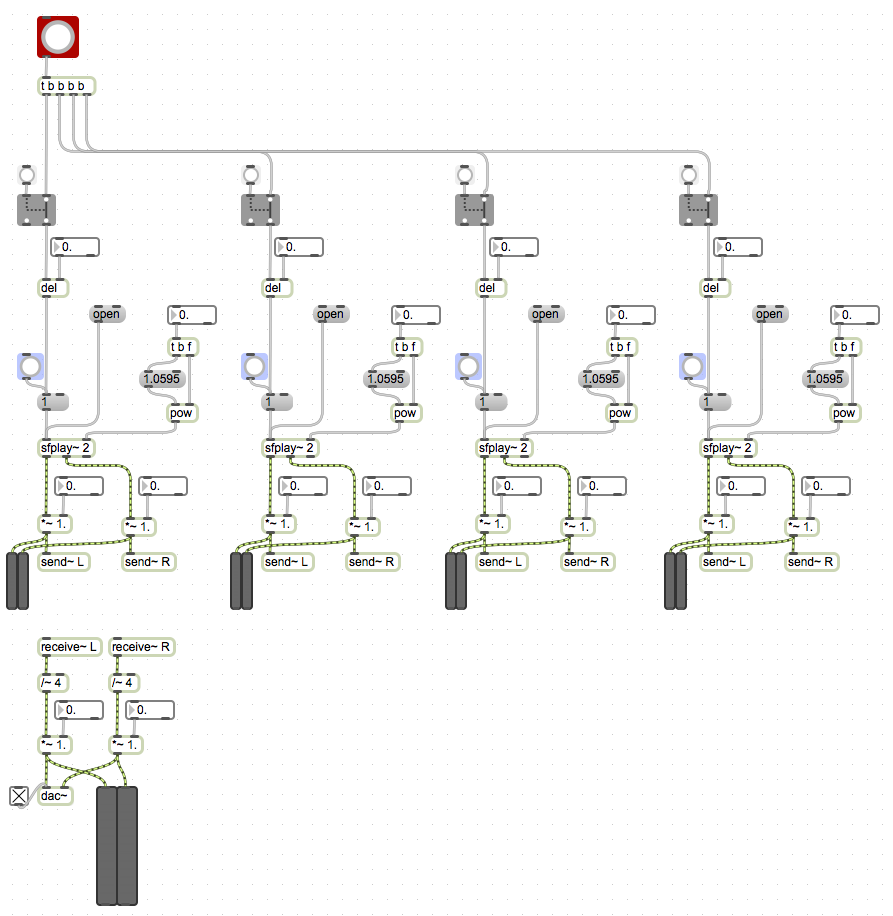 t b b b b
0. 0. 0. 0.
del del del del
open 0. open 0. open 0. open 0.
t b f t b f t b f t b f
1.0595 1.0595 1.0595 1.0595
1 1 1 1
pow pow pow pow
sfplay~ 2 sfplay~ 2 sfplay~ 2 sfplay~ 2
0. 0. 0. 0. 0. 0. 0. 0.
*~ 1. *~ 1. *~ 1. *~ 1. *~ 1. *~ 1. *~ 1. *~ 1.
send~ L send~ R send~ L send~ R send~ L send~ R send~ L send~ R
receive~ L receive~ R
/~ 4 /~ 4
0. 0.
*~ 1. *~ 1.
dac~